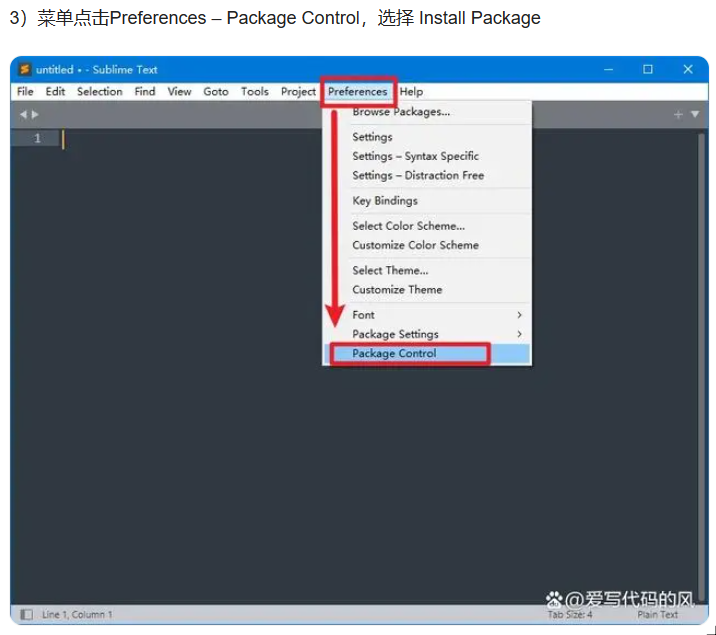 3）菜单点击Preferences – Package Control，选择 Install Package
untitled • - Sublime Text
File Edit Selection Find View Goto Tools Project Preferences Help
Browse Packages...
1
Settings
Settings – Syntax Specific
Settings – Distraction Free
Key Bindings
Select Color Scheme...
Customize Color Scheme
Select Theme...
Customize Theme
Font
Package Settings
Package Control
@爱写代码的风
Line 1, Column 1 Tab Size: 4 Plain Text